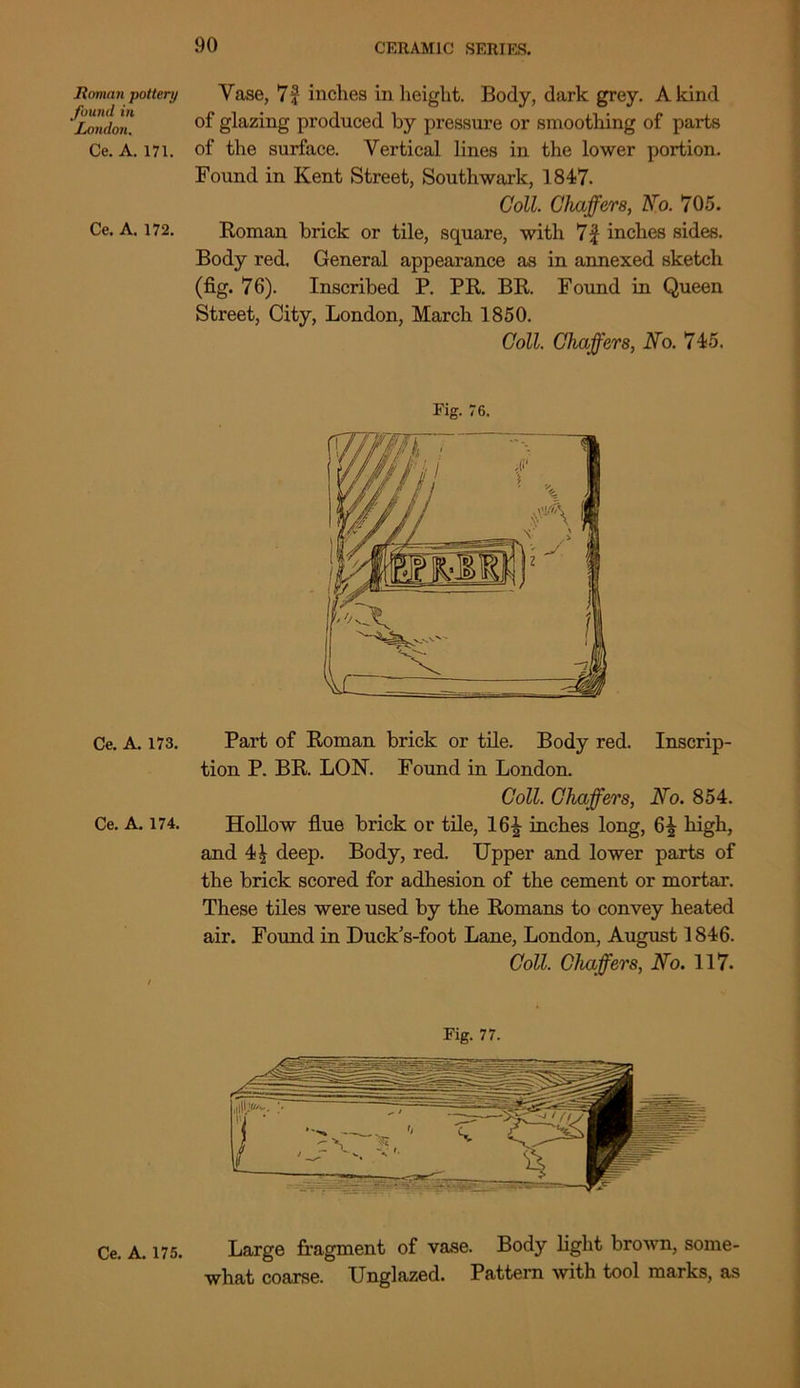 90 CERAMIC SERIES.
Roman pottery found in London.
Ce. A. 171. Vase, 7¾ inches in height. Body, dark grey. A kind
of glazing produced by pressure or smoothing of parts
of the surface. Vertical lines in the lower portion.
Found in Kent Street, Southwark, 1847.
Coll. Chaffers, No. 705.
Ce. A. 172. Roman brick or tile, square, with 7¾ inches sides.
Body red. General appearance as in annexed sketch
(fig. 76). Inscribed P. PR. BR. Found in Queen
Street, City, London, March 1850.
Coll. Chaffers, No. 745.
Fig. 76.
P PR·BR
Ce. A. 173. Part of Roman brick or tile. Body red. Inscrip-
tion P. BR. LON. Found in London.
Coll. Chaffers, No. 854.
Ce. A. 174. Hollow flue brick or tile, 16½ inches long, 6½ high,
and 4½ deep. Body, red. Upper and lower parts of
the brick scored for adhesion of the cement or mortar.
These tiles were used by the Romans to convey heated
air. Found in Duck's-foot Lane, London, August 1846.
Coll. Chaffers, No. 117.
Fig. 77.
Ce. A. 175. Large fragment of vase. Body light brown, some-
what coarse. Unglazed. Pattern with tool marks, as